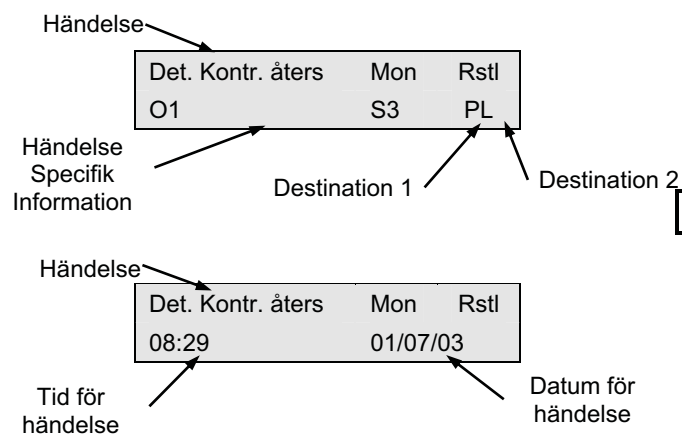 Händelse
Det. Kontr. åters Mon Rstl
O1 S3 PL
Händelse
Specifik
Information
Destination 1
Destination 2
Händelse
Det. Kontr. åters Mon Rstl
08:29 01/07/03
Tid för
händelse
Datum för
händelse